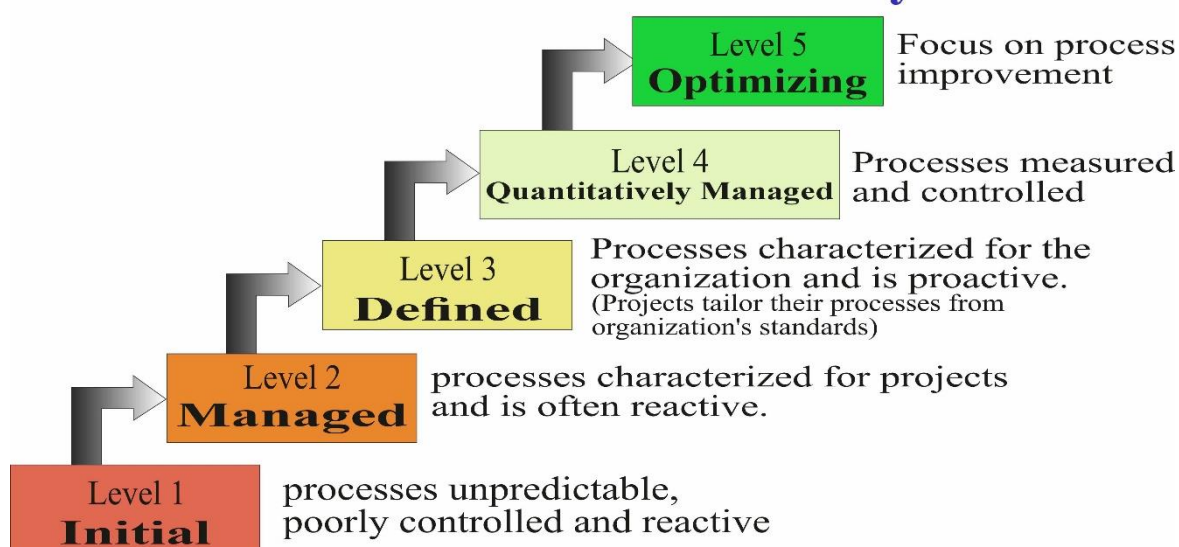 Level 5
Optimizing
Focus on process
improvement
Level 4
Quantitatively Managed
Processes measured
and controlled
Level 3
Defined
Processes characterized for the
organization and is proactive.
(Projects tailor their processes from
organization's standards)
Level 2
Managed
processes characterized for projects
and is often reactive.
Level 1
Initial
processes unpredictable,
poorly controlled and reactive